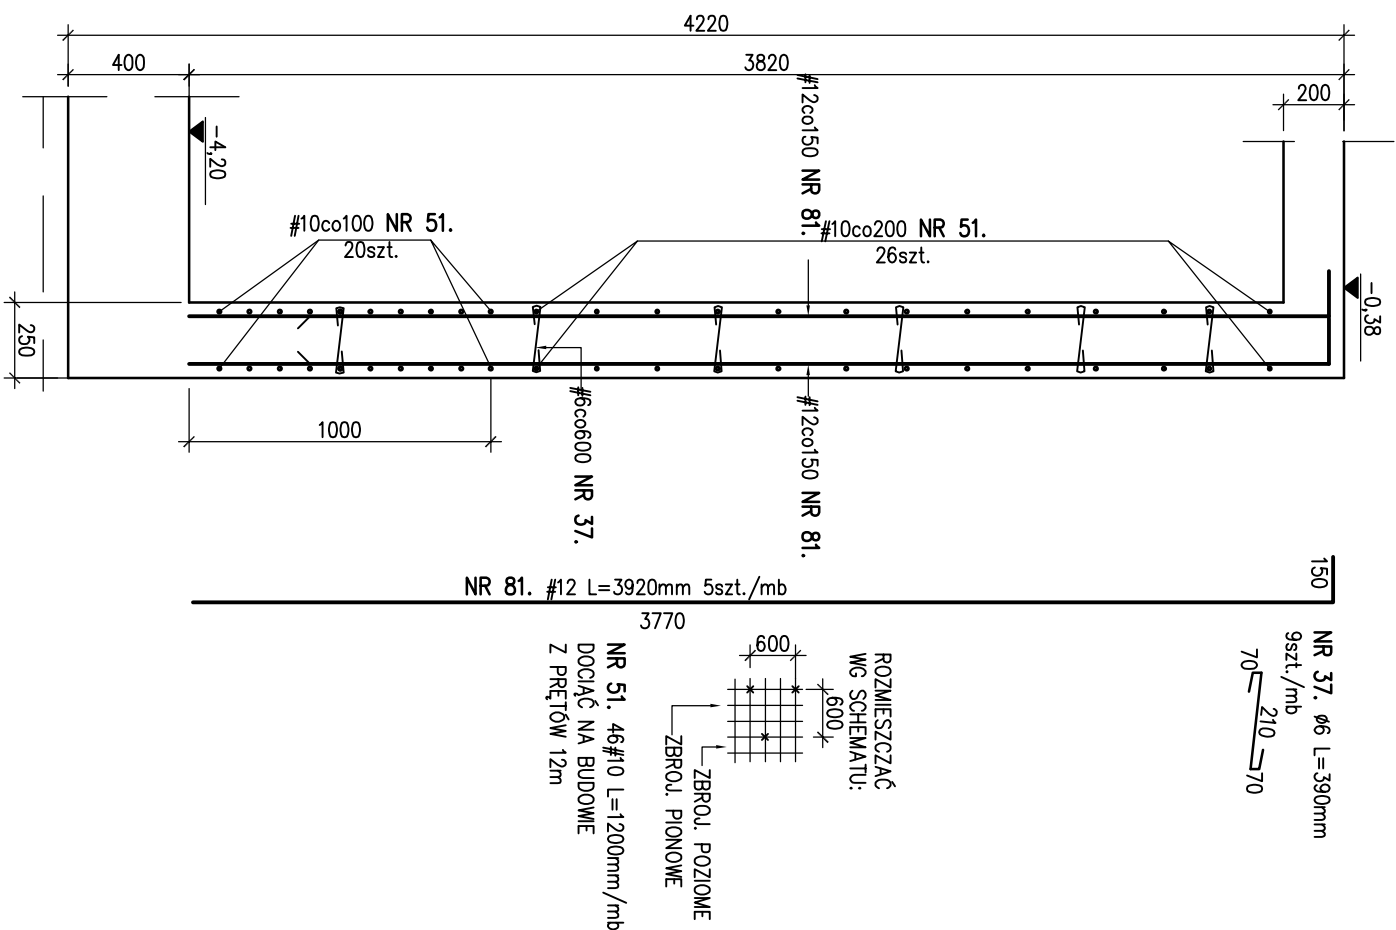 4220
400
3820
200
-4,20
#12co150 NR 81.
#10co100 NR 51.
20szt.
#10co200 NR 51.
26szt.
-0,38
250
1000
#6co600 NR 37.
#12co150 NR 81.
NR 81. #12 L=3920mm 5szt./mb
3770
150
NR 37. ø6 L=390mm
9szt./mb
70
210
70
ROZMIESZCZAĆ
WG SCHEMATU:
600
600
ZBROJ. POZIOME
ZBROJ. PIONOWE
NR 51. 46#10 L=1200mm/mb
DOCIĄĆ NA BUDOWIE
Z PRĘTÓW 12m